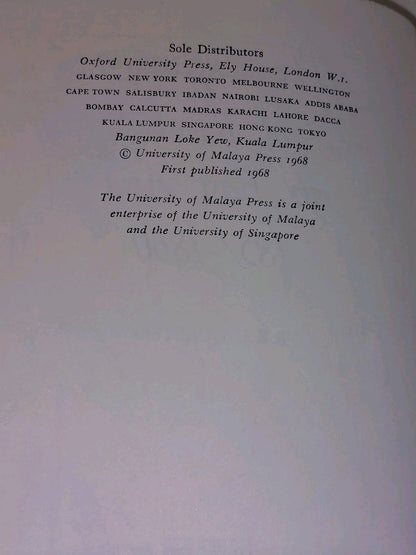 Sole Distributors
Oxford University Press, Ely House, London W.1.
GLASGOW NEW YORK TORONTO MELBOURNE WELLINGTON
CAPE TOWN SALISBURY IBADAN NAIROBI LUSAKA ADDIS ABABA
BOMBAY CALCUTTA MADRAS KARACHI LAHORE DACCA
KUALA LUMPUR SINGAPORE HONG KONG TOKYO
Bangunan Loke Yew, Kuala Lumpur
© University of Malaya Press 1968
First published 1968
The University of Malaya Press is a joint
enterprise of the University of Malaya
and the University of Singapore